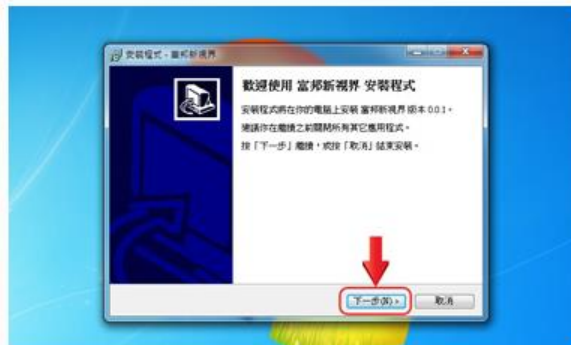 安裝程式 - 富邦新視界
歡迎使用 富邦新視界 安裝程式
安裝程式將在你的電腦上安裝 富邦新視界 版本 0.0.1。
建議你在繼續之前關閉所有其它應用程式。
按「下一步」繼續，或按「取消」結束安裝。
下一步(N) >
取消